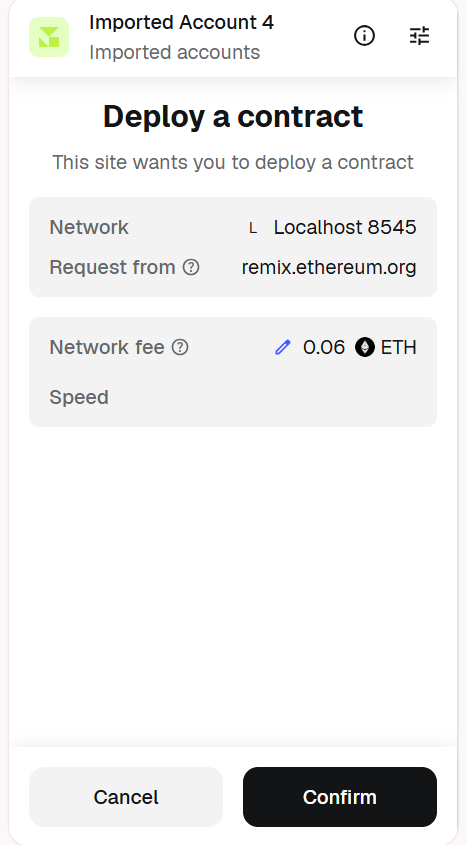 Imported Account 4
Imported accounts
Deploy a contract
This site wants you to deploy a contract
Network L Localhost 8545
Request from remix.ethereum.org
Network fee 0.06 ETH
Speed
Cancel Confirm